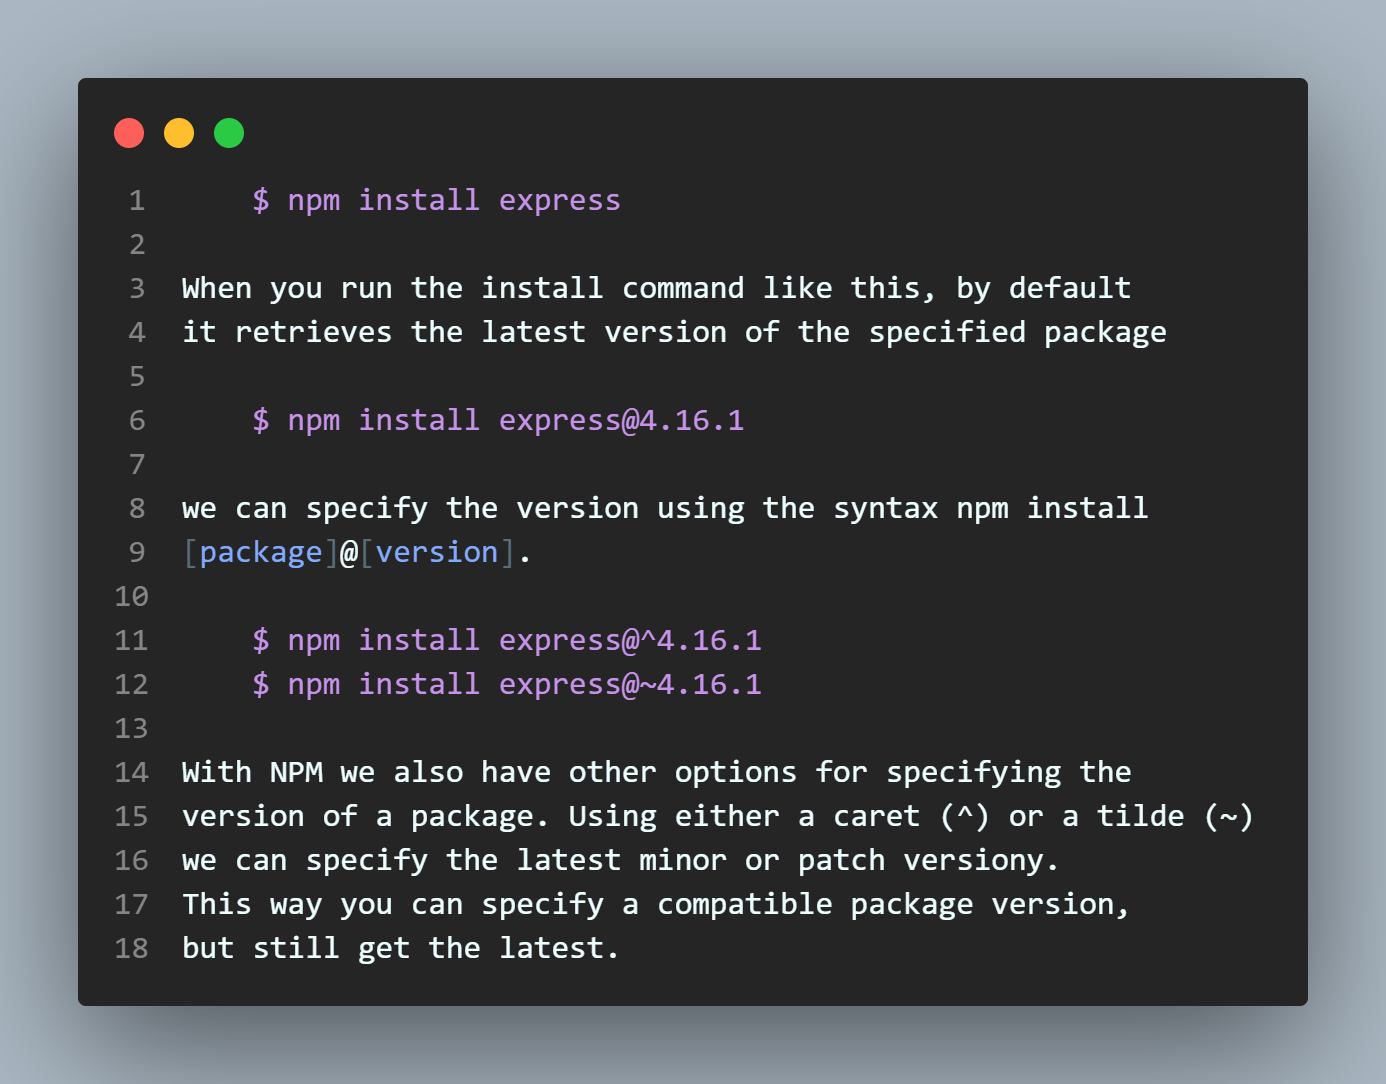 1 $ npm install express
2
3 When you run the install command like this, by default
4 it retrieves the latest version of the specified package
5
6 $ npm install express@4.16.1
7
8 we can specify the version using the syntax npm install
9 [package]@[version].
10
11 $ npm install express@^4.16.1
12 $ npm install express@~4.16.1
13
14 With NPM we also have other options for specifying the
15 version of a package. Using either a caret (^) or a tilde (~)
16 we can specify the latest minor or patch versiony.
17 This way you can specify a compatible package version,
18 but still get the latest.